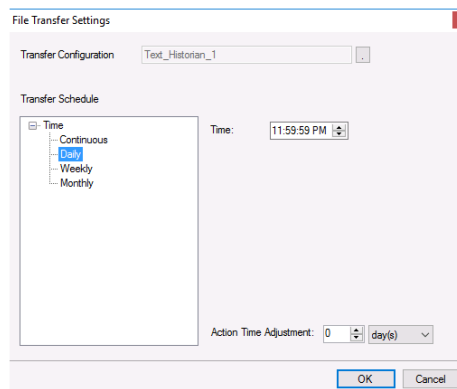 File Transfer Settings
Transfer Configuration Text_Historian_1 .
Transfer Schedule
Time
Continuous
Daily
Weekly
Monthly
Time: 11:59:59 PM
Action Time Adjustment: 0 day(s)
OK Cancel